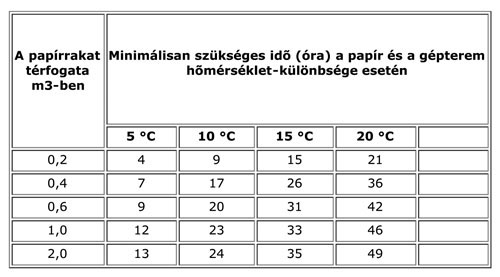 A papírrakat térfogata m3-ben
Minimálisan szükséges idõ (óra) a papír és a gépterem
hõmérséklet-különbsége esetén
5 °C 10 °C 15 °C 20 °C
0,2 4 9 15 21
0,4 7 17 26 36
0,6 9 20 31 42
1,0 12 23 33 46
2,0 13 24 35 49